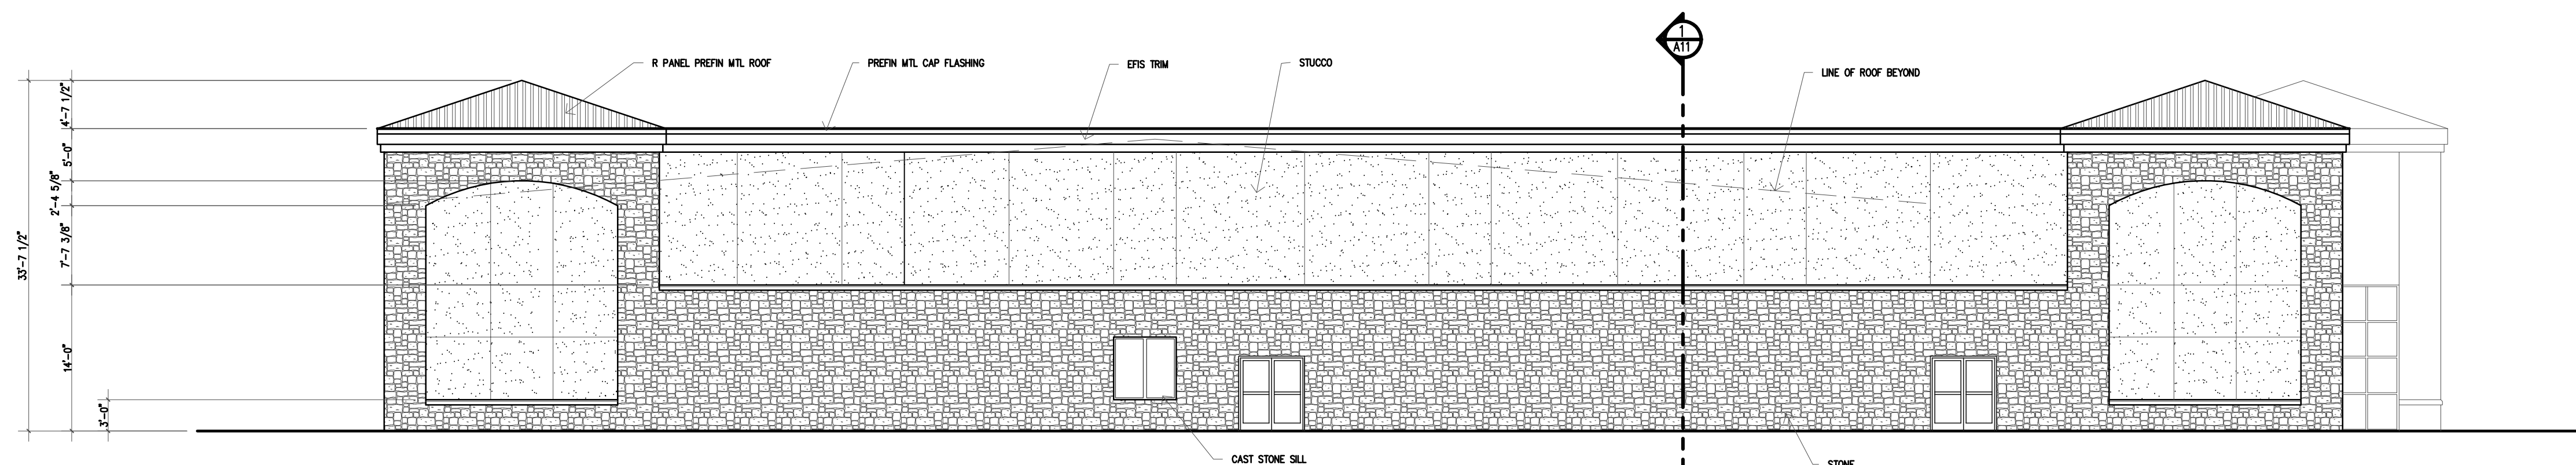 1
A11
R PANEL PREFIN MTL ROOF
PREFIN MTL CAP FLASHING
EFIS TRIM
STUCCO
LINE OF ROOF BEYOND
4'-7 1/2"
5'-0"
2'-4 5/8"
7'-7 3/8"
33'-7 1/2"
14'-0"
3'-0"
CAST STONE SILL
STONE